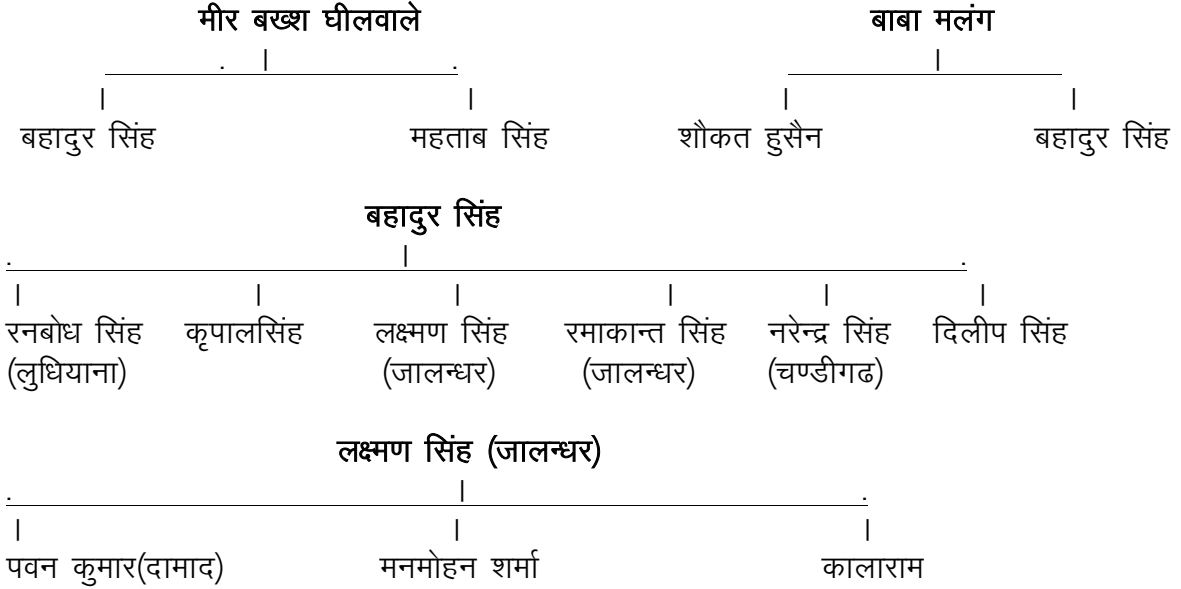 मीर बख्श घीलवाले बाबा मलंग
बहादुर सिंह महताब सिंह शौकत हुसैन बहादुर सिंह
बहादुर सिंह
रनबोध सिंह कृपालसिंह लक्ष्मण सिंह रमाकान्त सिंह नरेन्द्र सिंह दिलीप सिंह
(लुधियाना) (जालन्धर) (जालन्धर) (चण्डीगढ)
लक्ष्मण सिंह (जालन्धर)
पवन कुमार(दामाद) मनमोहन शर्मा कालाराम